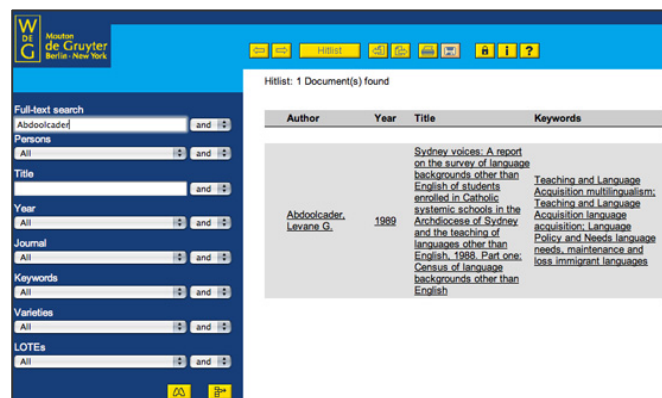 W
DE
G
Mouton
de Gruyter
Berlin · New York
Hitlist
i
?
Hitlist: 1 Document(s) found
Full-text search
Abdoolcader
and
Persons
All
and
Title
and
Year
All
and
Journal
All
and
Keywords
All
and
Varieties
All
and
LOTEs
All
and
Author Year Title Keywords
Abdoolcader,
Levane G.
1989
Sydney voices: A report
on the survey of language
backgrounds other than
English of students
enrolled in Catholic
systemic schools in the
Archdiocese of Sydney
and the teaching of
languages other than
English, 1988. Part one:
Census of language
backgrounds other than
English
Teaching and Language
Acquisition multilingualism;
Teaching and Language
Acquisition language
acquisition; Language
Policy and Needs language
needs, maintenance and
loss immigrant languages